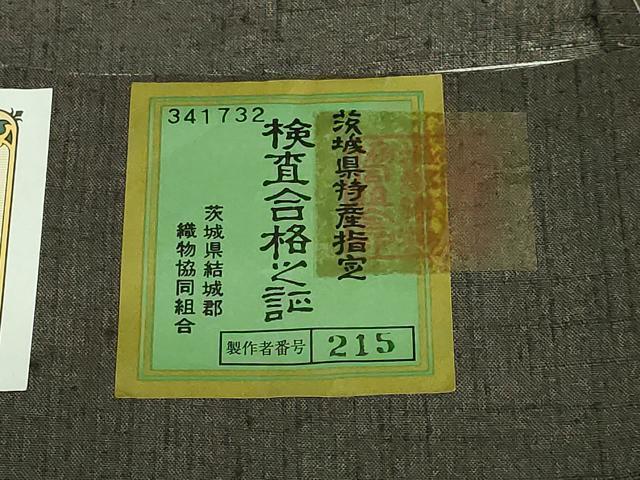 341732
茨城県特産指定
検査合格之証
茨城県結城郡
織物協同組合
製作者番号 215